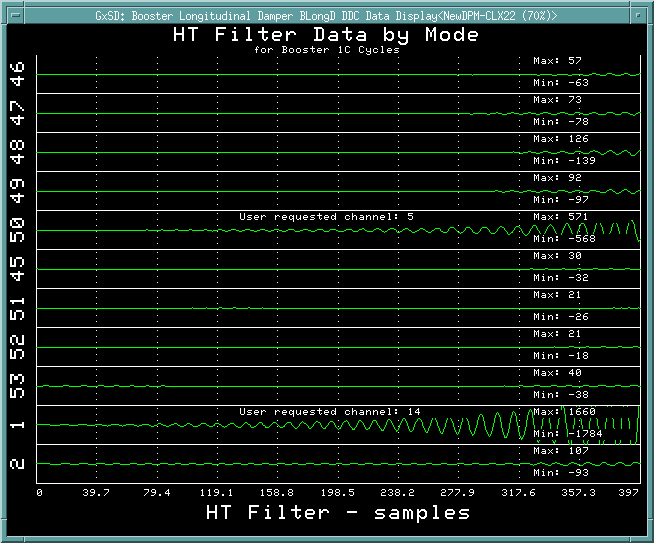 GxSD: Booster Longitudinal Damper BLongD DDC Data Display<NewDPM-CLX22 (70%)>
HT Filter Data by Mode
for Booster 1C Cycles
46
Max: 57
Min: -63
47
Max: 73
Min: -78
48
Max: 126
Min: -139
49
Max: 92
Min: -97
50
User requested channel: 5
Max: 571
Min: -568
45
Max: 30
Min: -32
51
Max: 21
Min: -26
52
Max: 21
Min: -18
53
Max: 40
Min: -38
1
User requested channel: 14
Max: 1660
Min: -1784
2
Max: 107
Min: -93
0 39.7 79.4 119.1 158.8 198.5 238.2 277.9 317.6 357.3 397
HT Filter - samples